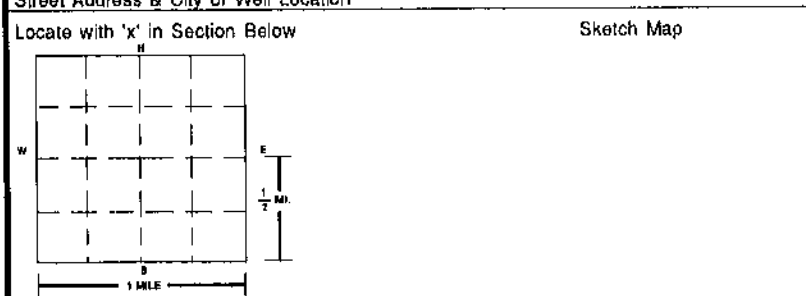 Street Address & City of Well Location
Locate with 'x' in Section Below
Sketch Map
N
W
E
1/2 MI.
S
1 MILE